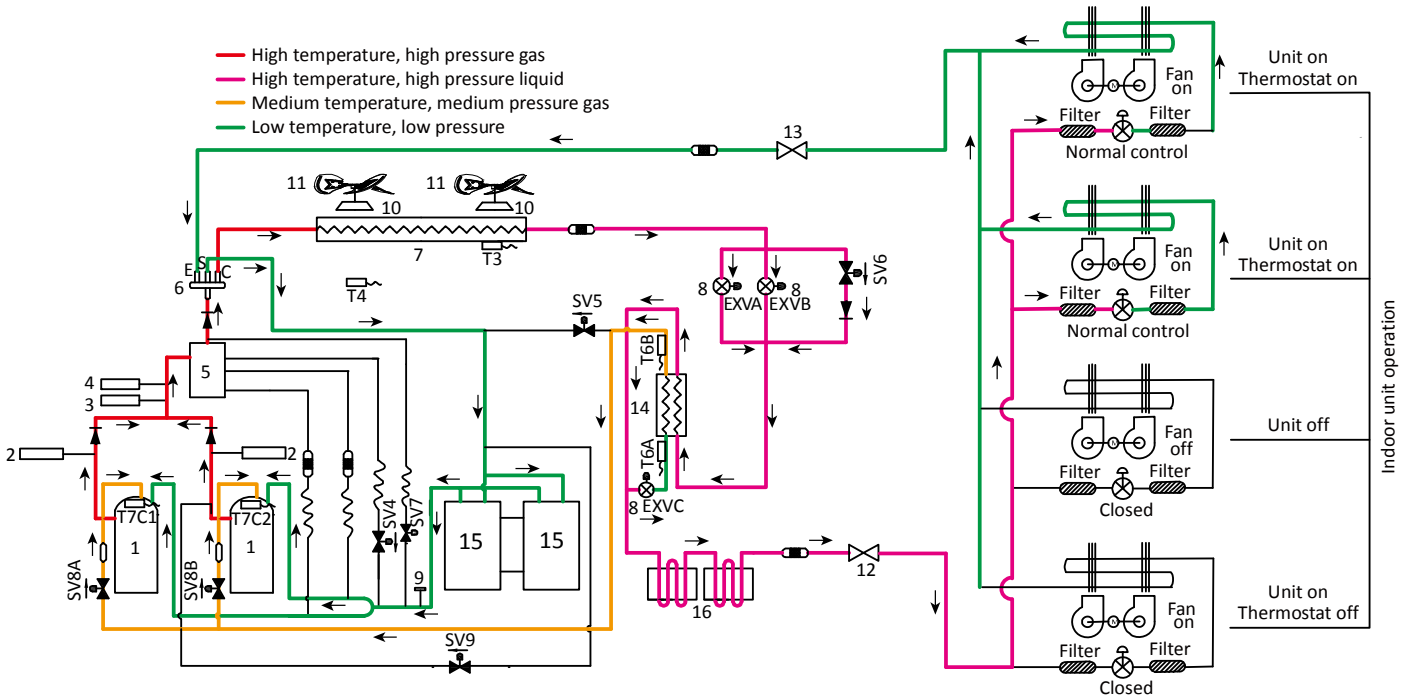 High temperature, high pressure gas
High temperature, high pressure liquid
Medium temperature, medium pressure gas
Low temperature, low pressure
13
11
10
11
10
7
T3
T4
E
S
C
6
5
4
3
2
2
T7C1
T7C2
1
1
SV8A
SV8B
SV4
SV7
9
SV9
15
15
SV5
8
EXVA
8
EXVB
SV6
T6B
14
T6A
8
EXVC
16
12
Fan
on
Filter
Filter
Normal control
Unit on
Thermostat on
Fan
on
Filter
Filter
Normal control
Unit on
Thermostat on
Fan
off
Filter
Filter
Closed
Unit off
Fan
on
Filter
Filter
Closed
Unit on
Thermostat off
Indoor unit operation
M
M
M
M